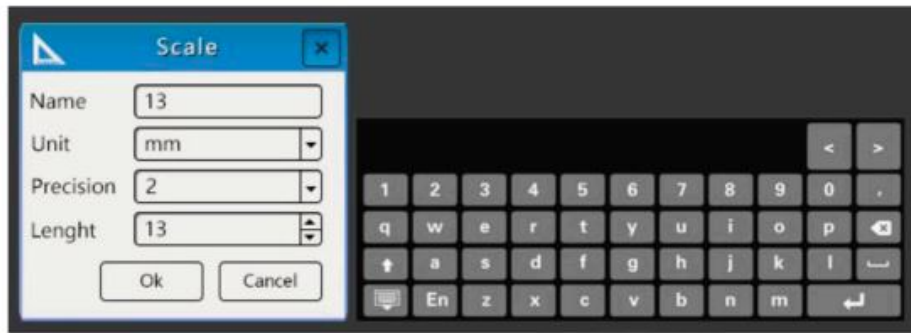 Scale
Name 13
Unit mm
Precision 2
Lenght 13
Ok Cancel
< >
1 2 3 4 5 6 7 8 9 0 .
q w e r t y u i o p
a s d f g h j k l
En z x c v b n m